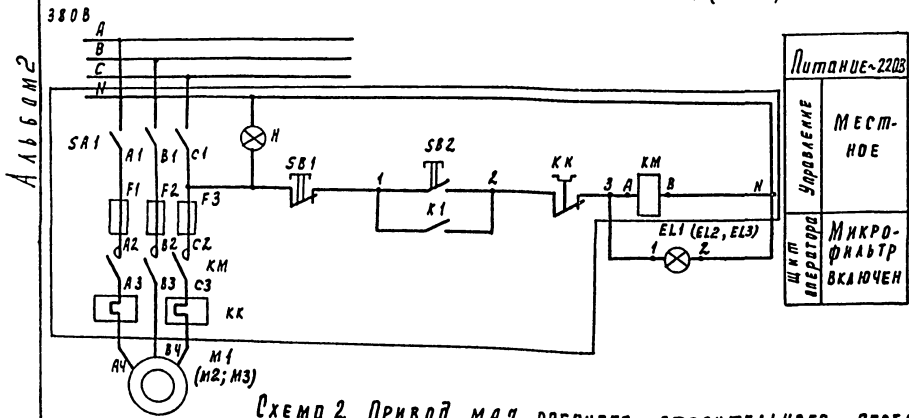 380В
А
В
С
N
Альбом 2
SA1
A1
B1
C1
H
SB1
1
SB2
K1
2
KK
3
A
KM
B
N
F1
F2
F3
A2
B2
C2
KM
A3
B3
C3
KK
A4
B4
M1
(M2; M3)
EL1 (EL2, EL3)
1
2
Питание~220В
Управление
Мест-
ное
Щит
оператора
Микро-
фильтр
включен
Схема 2. Привод